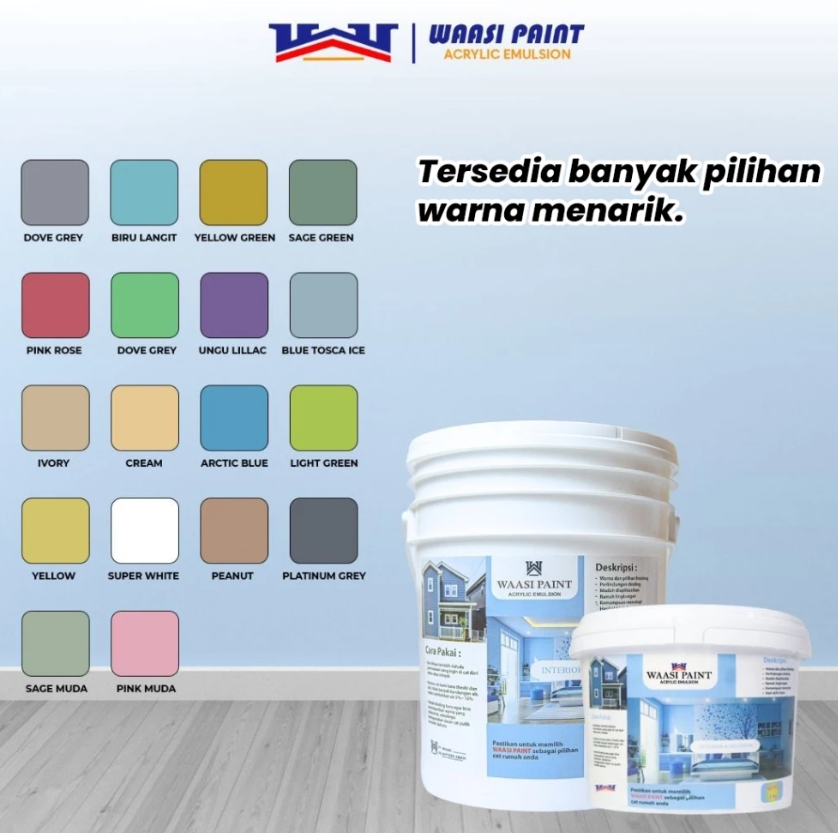 WAASI PAINT
ACRYLIC EMULSION
Tersedia banyak pilihan
warna menarik.
DOVE GREY
BIRU LANGIT
YELLOW GREEN
SAGE GREEN
PINK ROSE
DOVE GREY
UNGU LILLAC
BLUE TOSCA ICE
IVORY
CREAM
ARCTIC BLUE
LIGHT GREEN
YELLOW
SUPER WHITE
PEANUT
PLATINUM GREY
SAGE MUDA
PINK MUDA
WAASI PAINT
ACRYLIC EMULSION
Deskripsi :
Cara Pakai :
INTERIOR
Pastikan untuk memilih
WAASI PAINT sebagai pilihan
cat rumah anda
WAASI PAINT
ACRYLIC EMULSION
Pastikan untuk memilih
WAASI PAINT sebagai pilihan
cat rumah anda